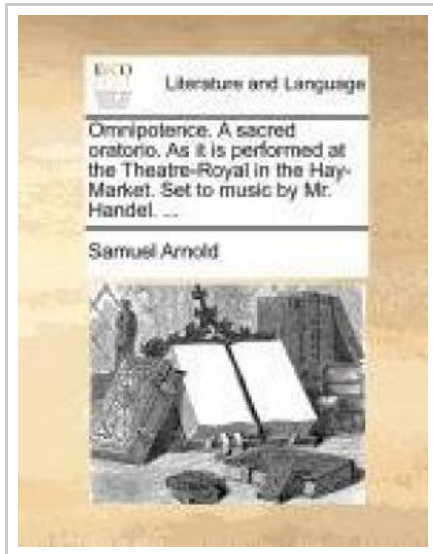 ECCO
Literature and Language
Omnipotence. A sacred
oratorio. As it is performed at
the Theatre-Royal in the Hay-
Market. Set to music by Mr.
Handel. ...
Samuel Arnold